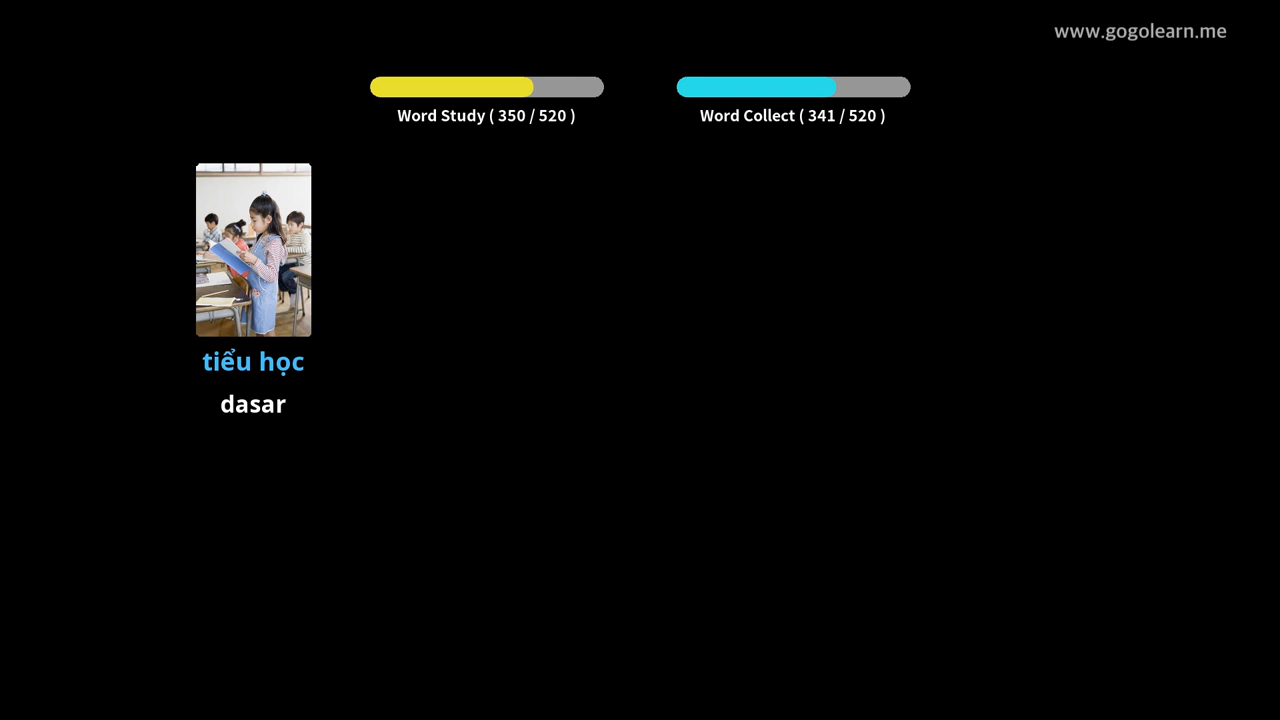 www.gogolearn.me
Word Study ( 350 / 520 )
Word Collect ( 341 / 520 )
tiểu học
dasar